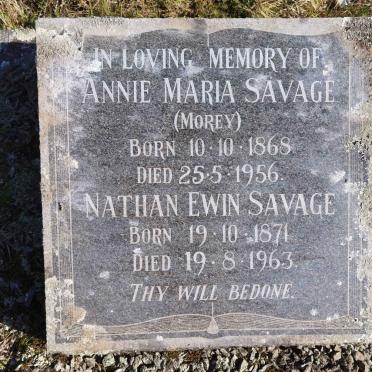 IN LOVING MEMORY OF
ANNIE MARIA SAVAGE
(MOREY)
BORN 10·10·1868
DIED 25·5·1956.
NATHAN EWIN SAVAGE
BORN 19·10·1871
DIED 19·8·1963.
THY WILL BEDONE.